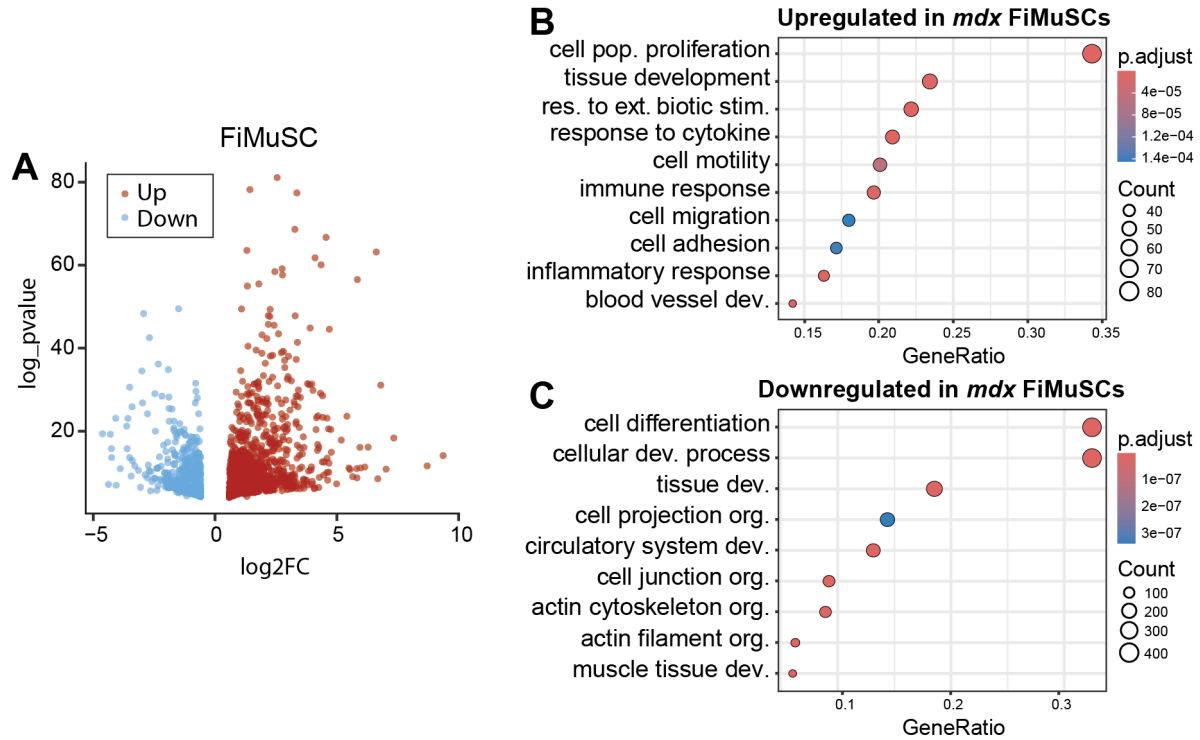 A
FiMuSC
Up
Down
80
60
40
20
log_pvalue
−5
0
5
10
log2FC
B
Upregulated in mdx FiMuSCs
cell pop. proliferation
tissue development
res. to ext. biotic stim.
response to cytokine
cell motility
immune response
cell migration
cell adhesion
inflammatory response
blood vessel dev.
0.15
0.20
0.25
0.30
0.35
GeneRatio
p.adjust
4e−05
8e−05
1.2e−04
1.4e−04
Count
40
50
60
70
80
C
Downregulated in mdx FiMuSCs
cell differentiation
cellular dev. process
tissue dev.
cell projection org.
circulatory system dev.
cell junction org.
actin cytoskeleton org.
actin filament org.
muscle tissue dev.
0.1
0.2
0.3
GeneRatio
p.adjust
1e−07
2e−07
3e−07
Count
100
200
300
400